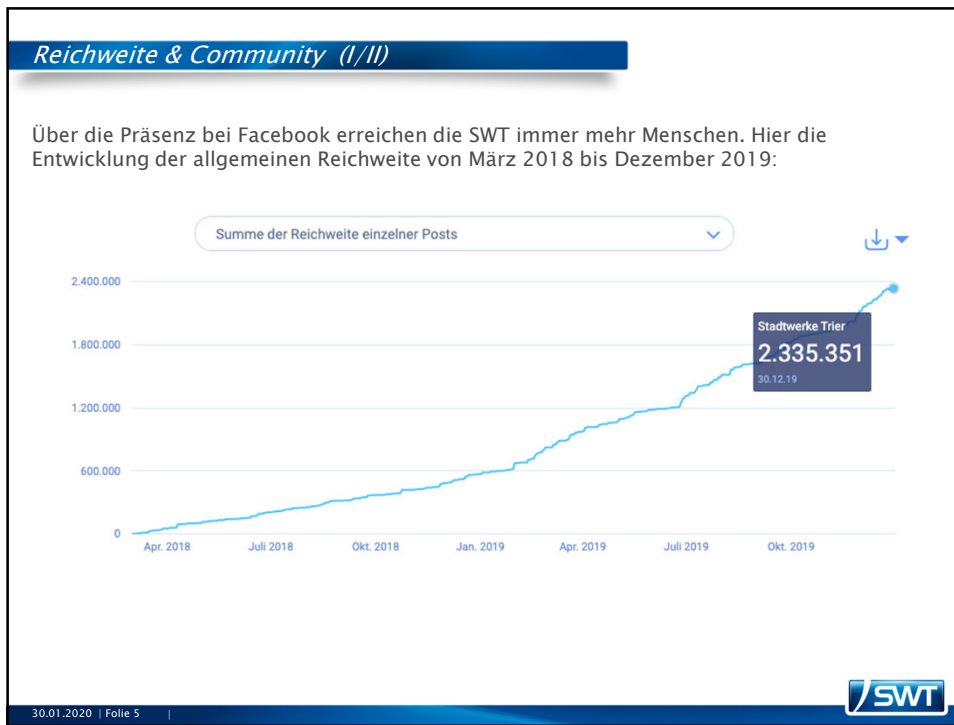 Reichweite & Community (I/II)
Über die Präsenz bei Facebook erreichen die SWT immer mehr Menschen. Hier die
Entwicklung der allgemeinen Reichweite von März 2018 bis Dezember 2019:
Summe der Reichweite einzelner Posts
2.400.000
1.800.000
1.200.000
600.000
0
Stadtwerke Trier
2.335.351
30.12.19
Apr. 2018 Juli 2018 Okt. 2018 Jan. 2019 Apr. 2019 Juli 2019 Okt. 2019
30.01.2020 | Folie 5 |
SWT